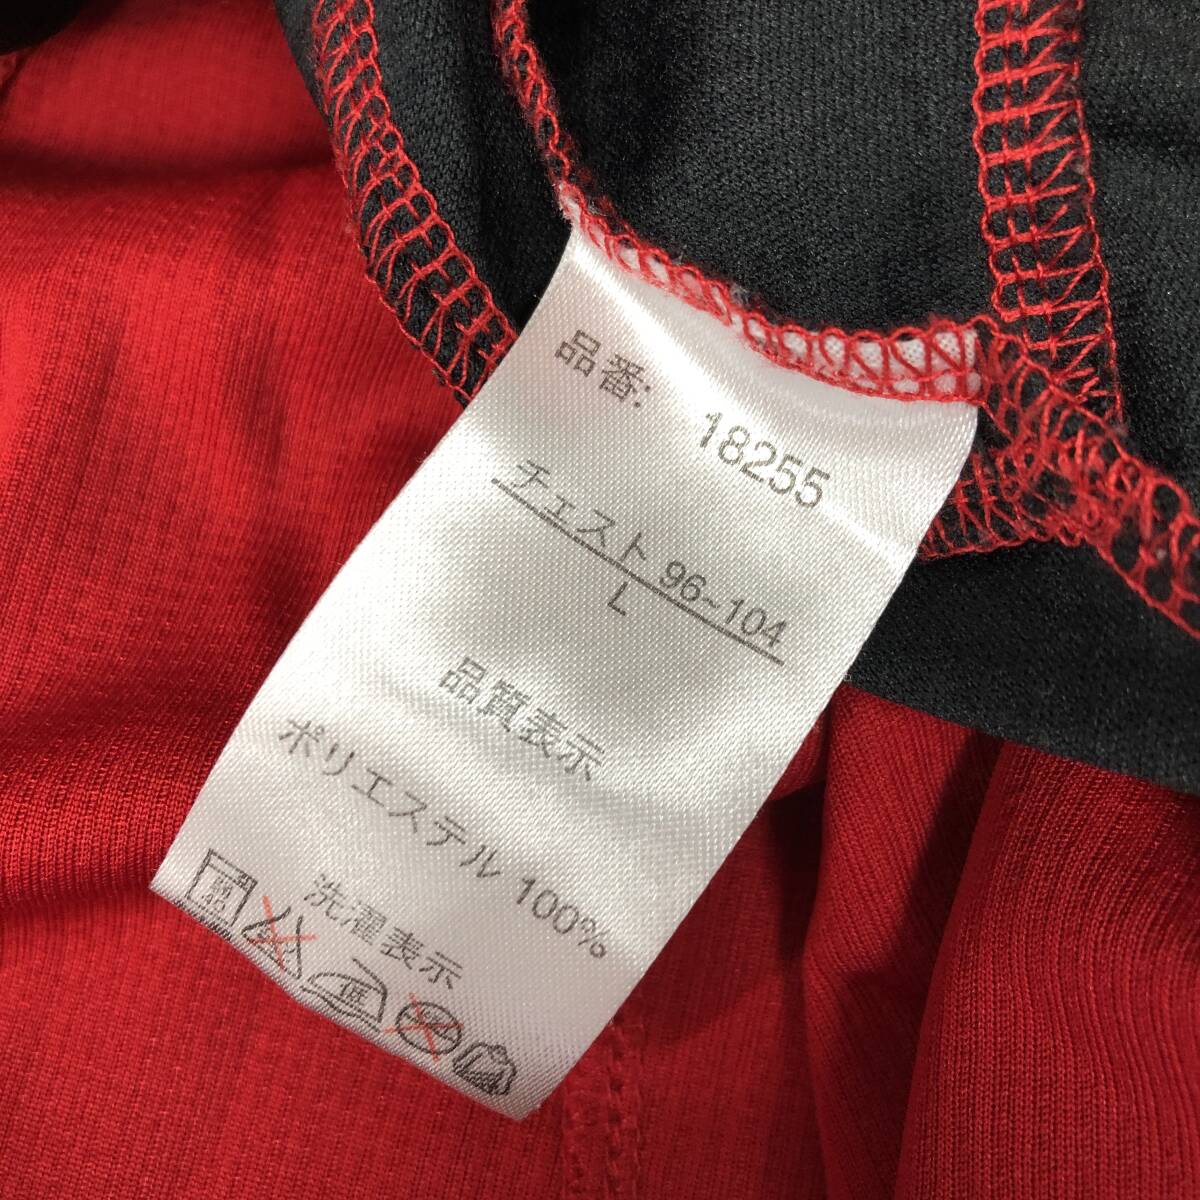 品番:
18255
チェスト 96~104
L
品質表示
ポリエステル 100%
洗濯表示
低